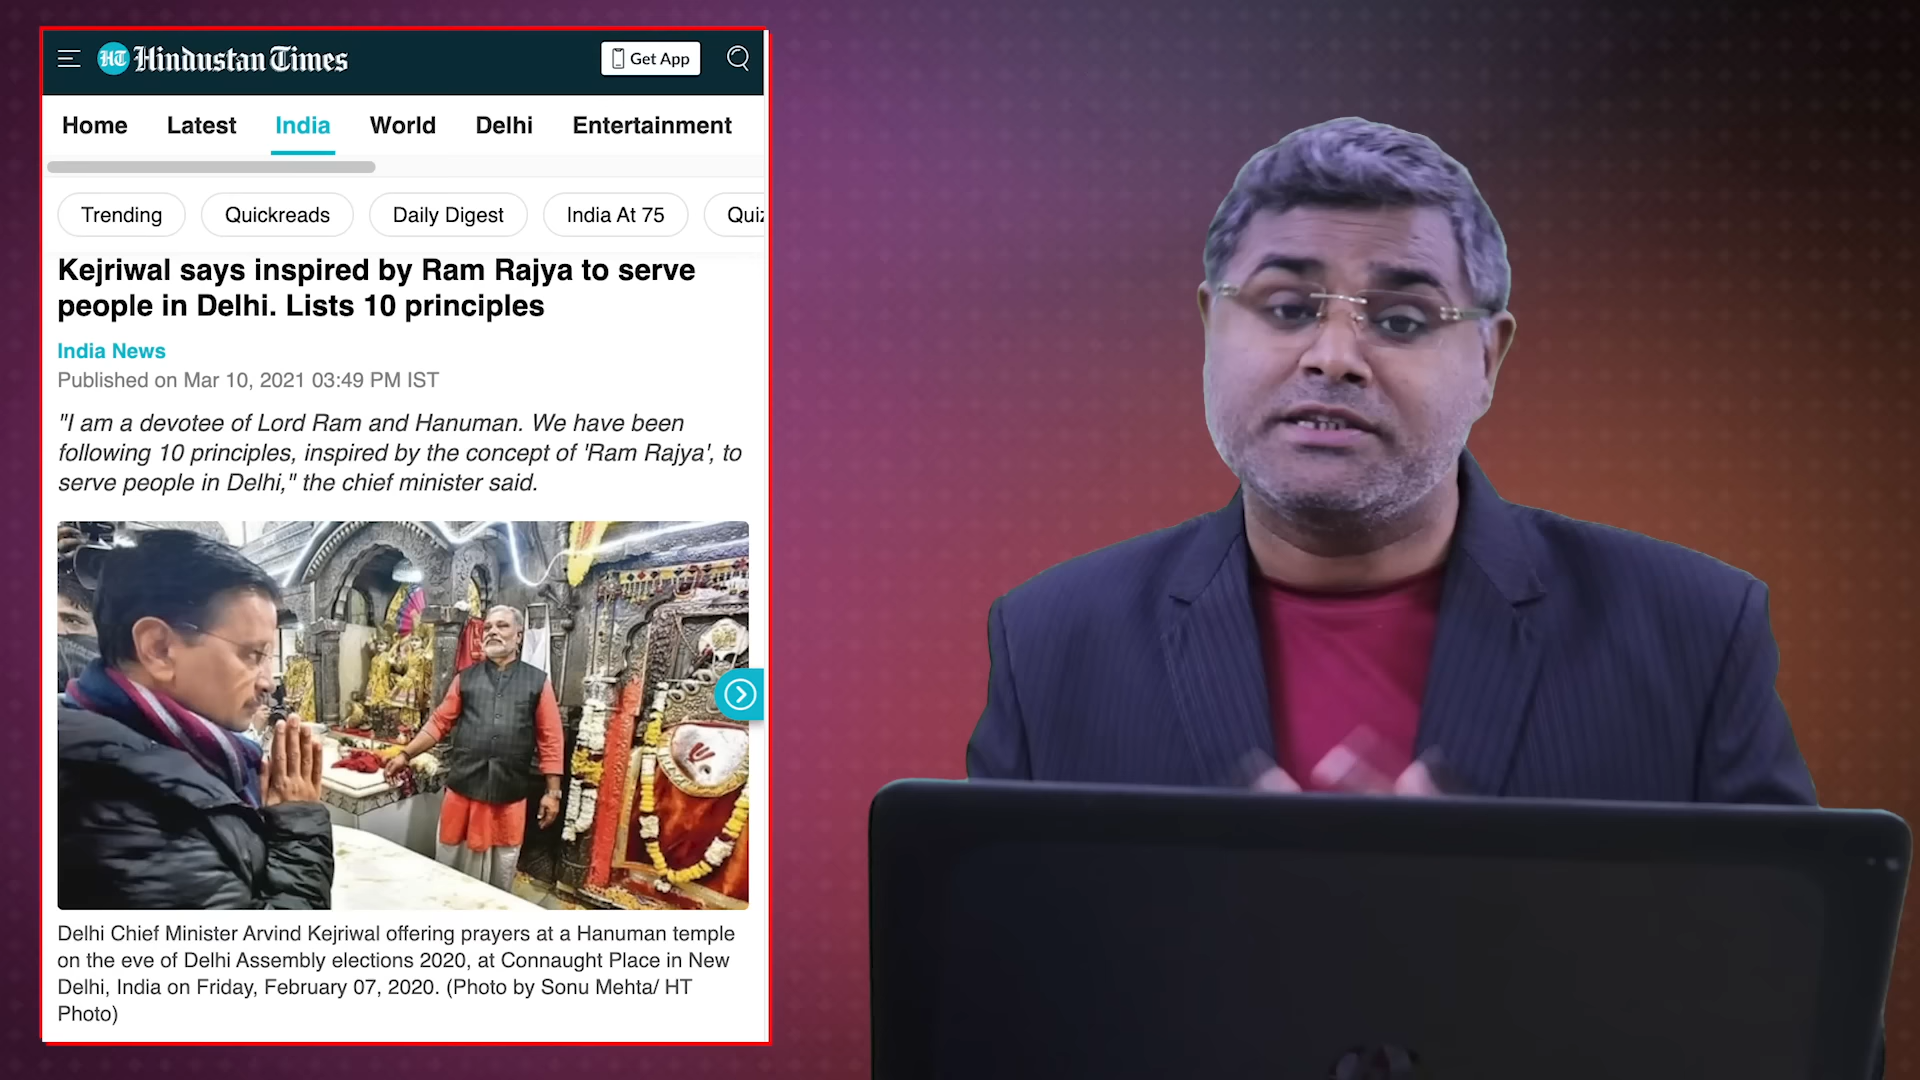 HT Hindustan Times
Get App
Home Latest India World Delhi Entertainment
Trending Quickreads Daily Digest India At 75 Quiz
Kejriwal says inspired by Ram Rajya to serve
people in Delhi. Lists 10 principles
India News
Published on Mar 10, 2021 03:49 PM IST
"I am a devotee of Lord Ram and Hanuman. We have been
following 10 principles, inspired by the concept of 'Ram Rajya', to
serve people in Delhi," the chief minister said.
Delhi Chief Minister Arvind Kejriwal offering prayers at a Hanuman temple
on the eve of Delhi Assembly elections 2020, at Connaught Place in New
Delhi, India on Friday, February 07, 2020. (Photo by Sonu Mehta/ HT
Photo)